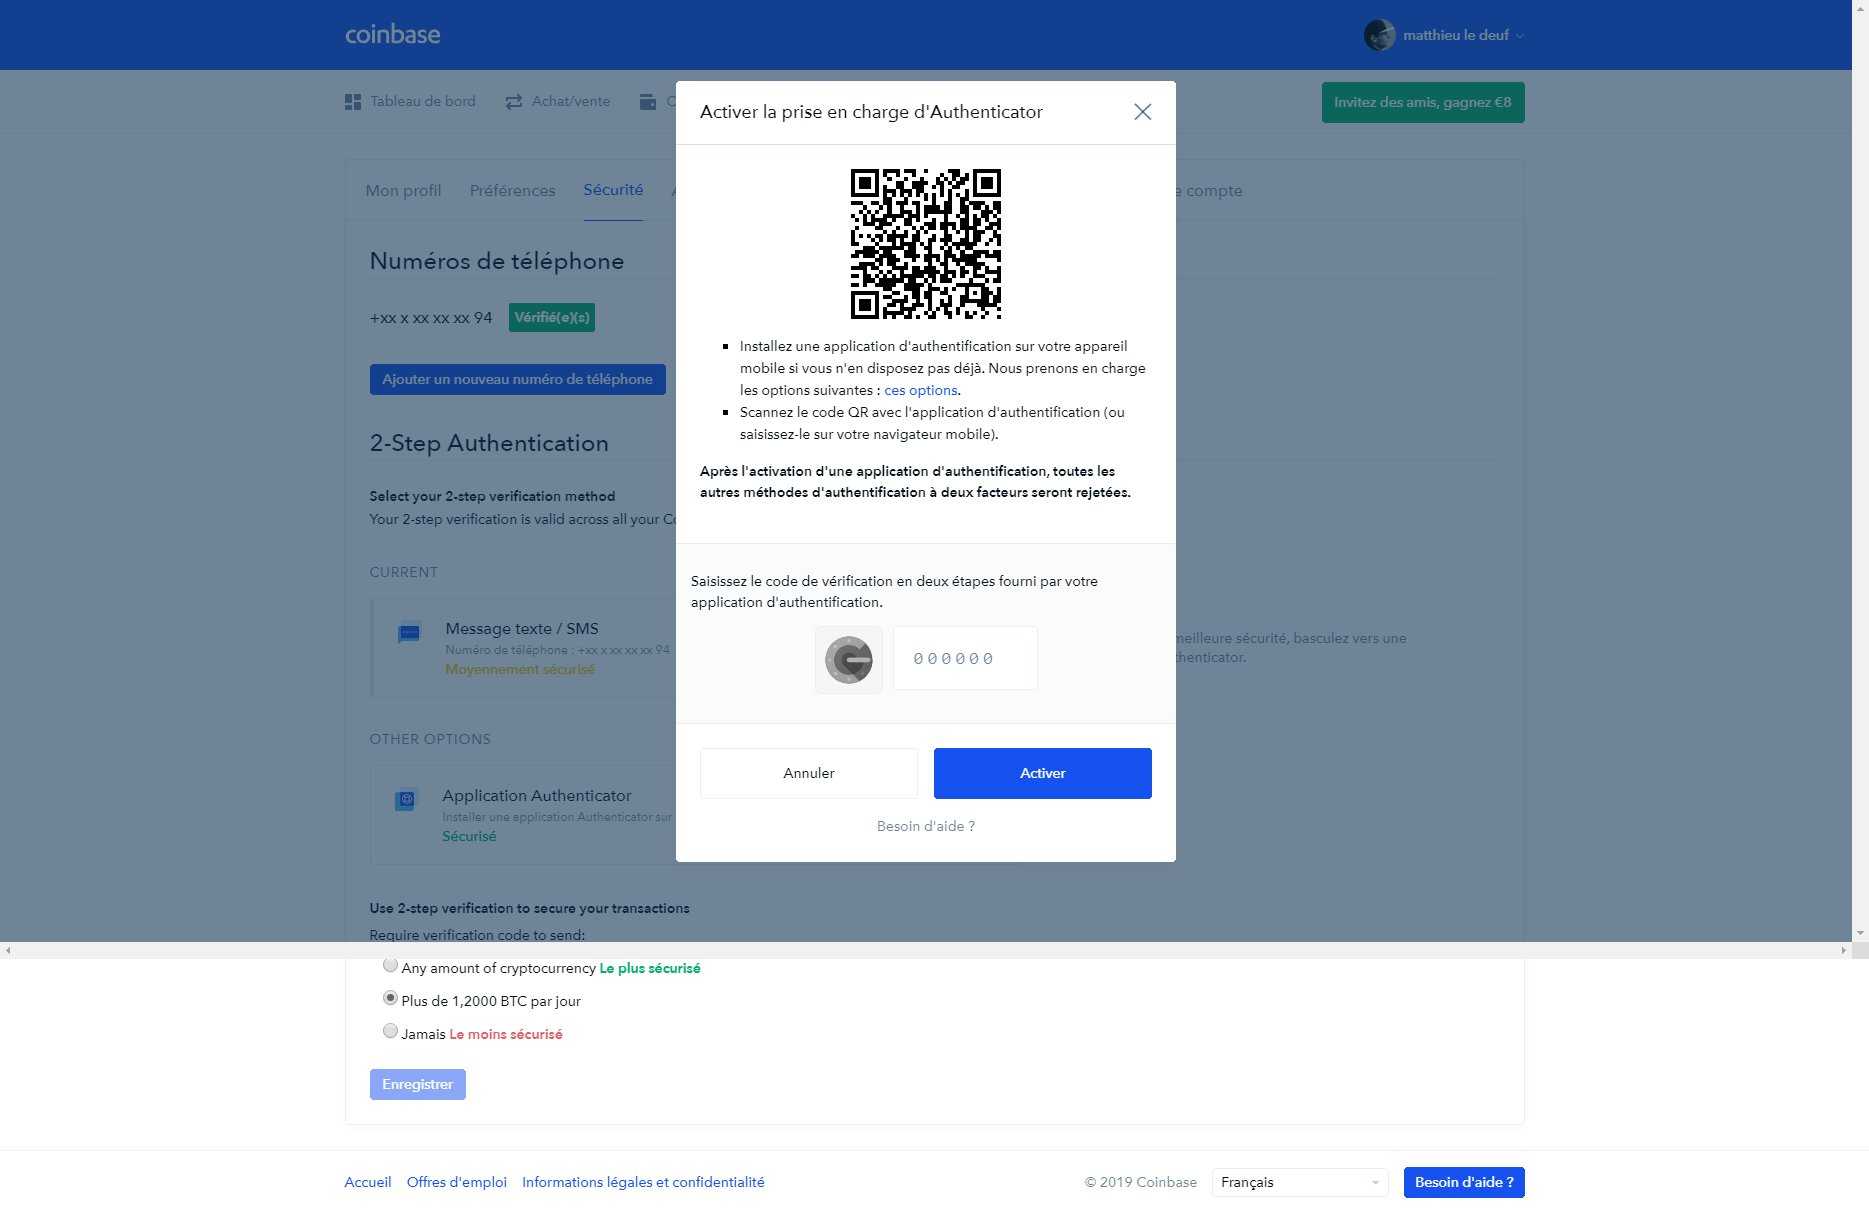 coinbase
matthieu le deuf
Tableau de bord
Achat/vente
Invitez des amis, gagnez €8
Mon profil
Préférences
Sécurité
compte
Numéros de téléphone
+xx x xx xx xx 94
Vérifié(e)(s)
Ajouter un nouveau numéro de téléphone
2-Step Authentication
Select your 2-step verification method
Your 2-step verification is valid across all your
CURRENT
Message texte / SMS
Numéro de téléphone : +xx x xx xx xx 94
Moyennement sécurisé
meilleure sécurité, basculez vers une
OTHER OPTIONS
Application Authenticator
Installer une application Authenticator sur
Sécurisé
Use 2-step verification to secure your transactions
Require verification code to send:
Activer la prise en charge d'Authenticator
Installez une application d'authentification sur votre appareil
mobile si vous n'en disposez pas déjà. Nous prenons en charge
les options suivantes : ces options.
Scannez le code QR avec l'application d'authentification (ou
saisissez-le sur votre navigateur mobile).
Après l'activation d'une application d'authentification, toutes les
autres méthodes d'authentification à deux facteurs seront rejetées.
Saisissez le code de vérification en deux étapes fourni par votre
application d'authentification.
000000
Annuler
Activer
Besoin d'aide ?
Any amount of cryptocurrency Le plus sécurisé
Plus de 1,2000 BTC par jour
Jamais Le moins sécurisé
Enregistrer
Accueil
Offres d'emploi
Informations légales et confidentialité
© 2019 Coinbase
Français
Besoin d'aide ?